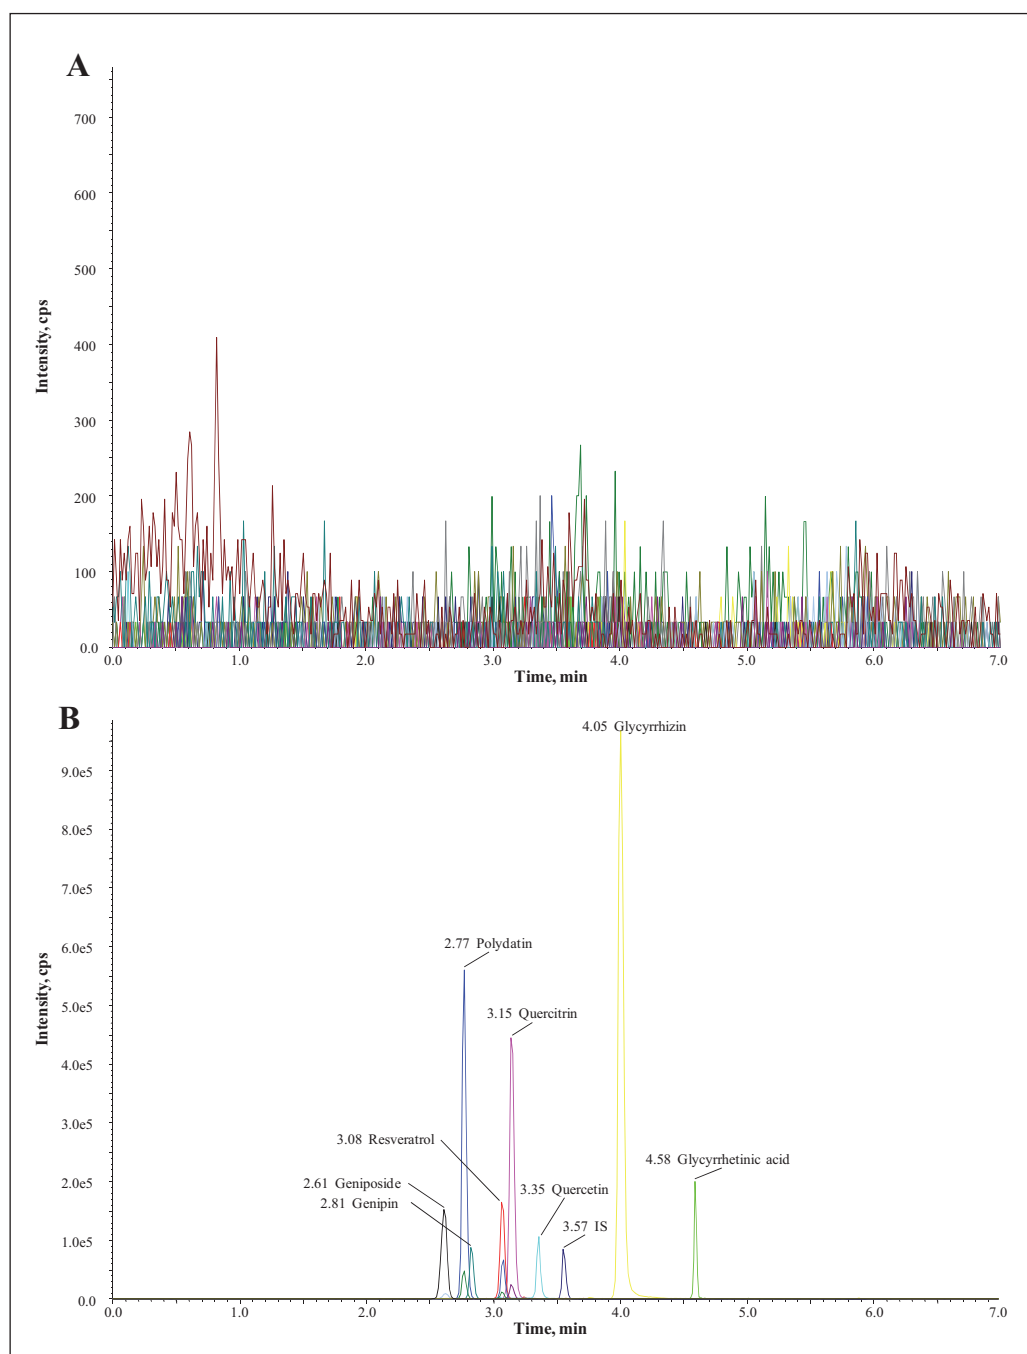 A
700
600
500
400
300
200
100
0.0
Intensity, cps
0.0 1.0 2.0 3.0 4.0 5.0 6.0 7.0
Time, min
B
4.05 Glycyrrhizin
9.0e5
8.0e5
7.0e5
6.0e5
5.0e5
4.0e5
3.0e5
2.0e5
1.0e5
0.0
Intensity, cps
2.77 Polydatin
3.15 Quercitrin
3.08 Resveratrol
4.58 Glycyrrhetinic acid
2.61 Geniposide
3.35 Quercetin
2.81 Genipin
3.57 IS
0.0 1.0 2.0 3.0 4.0 5.0 6.0 7.0
Time, min